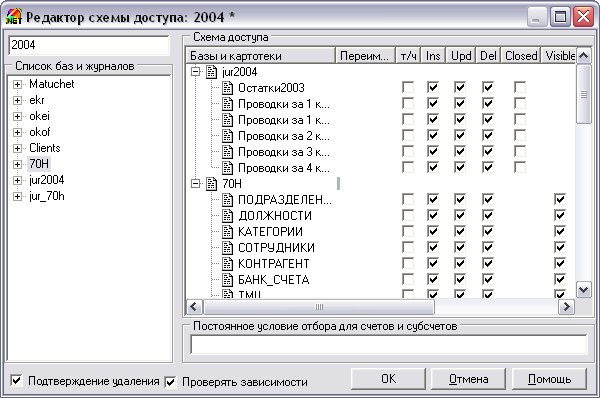 .NET Редактор схемы доступа: 2004 *
2004
Список баз и журналов
Matuchet
ekr
okei
okof
Clients
70Н
jur2004
jur_70h
Схема доступа
Базы и картотеки Переим... т/ч Ins Upd Del Closed Visible
jur2004
Остатки2003
Проводки за 1 к...
Проводки за 1 к...
Проводки за 2 к...
Проводки за 3 к...
Проводки за 4 к...
70Н
ПОДРАЗДЕЛЕН...
ДОЛЖНОСТИ
КАТЕГОРИИ
СОТРУДНИКИ
КОНТРАГЕНТ
БАНК_СЧЕТА
ТМЦ
Постоянное условие отбора для счетов и субсчетов
Подтверждение удаления Проверять зависимости OK Отмена Помощь